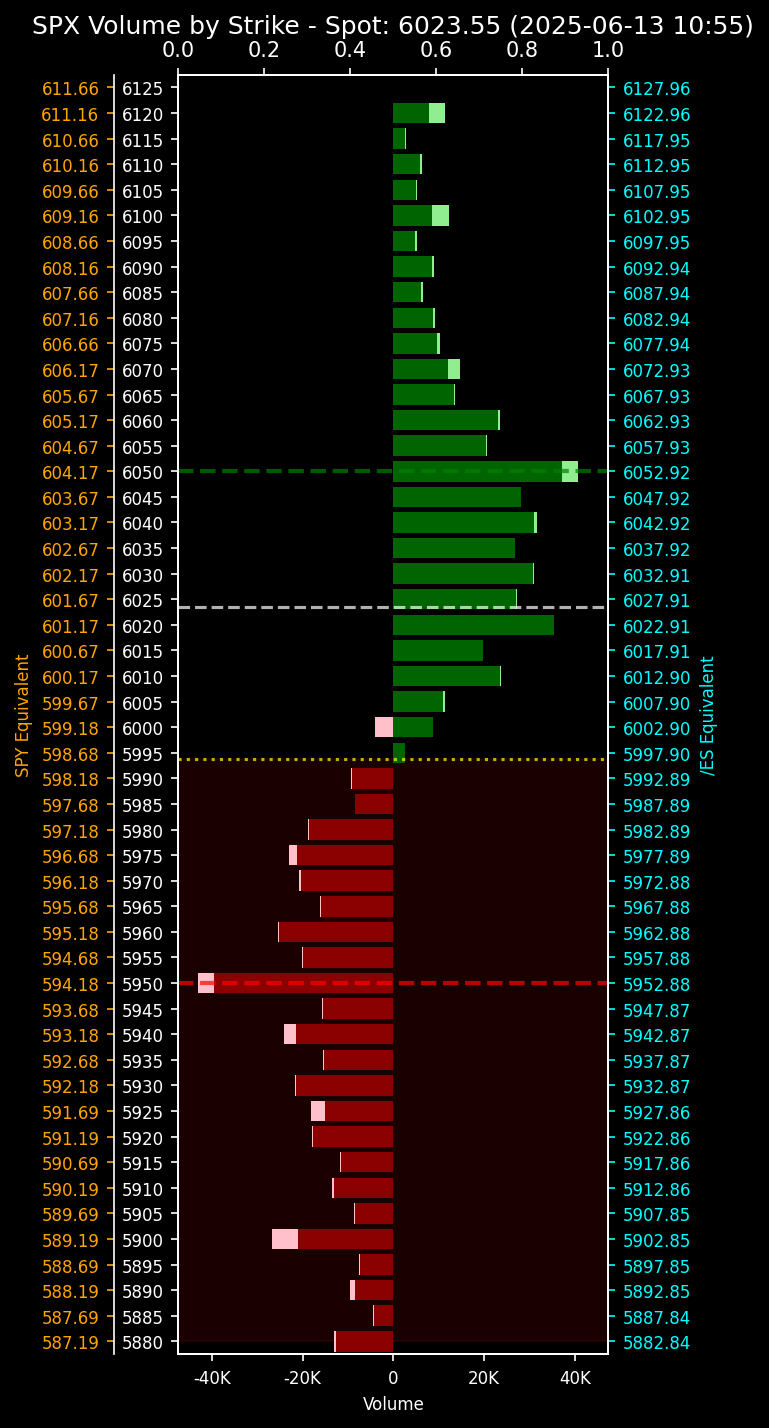 SPX Volume by Strike - Spot: 6023.55 (2025-06-13 10:55)
0.0 0.2 0.4 0.6 0.8 1.0
611.66 6125 6127.96
611.16 6120 6122.96
610.66 6115 6117.95
610.16 6110 6112.95
609.66 6105 6107.95
609.16 6100 6102.95
608.66 6095 6097.95
608.16 6090 6092.94
607.66 6085 6087.94
607.16 6080 6082.94
606.66 6075 6077.94
606.17 6070 6072.93
605.67 6065 6067.93
605.17 6060 6062.93
604.67 6055 6057.93
604.17 6050 6052.92
603.67 6045 6047.92
603.17 6040 6042.92
602.67 6035 6037.92
602.17 6030 6032.91
601.67 6025 6027.91
601.17 6020 6022.91
600.67 6015 6017.91
600.17 6010 6012.90
599.67 6005 6007.90
599.18 6000 6002.90
598.68 5995 5997.90
598.18 5990 5992.89
597.68 5985 5987.89
597.18 5980 5982.89
596.68 5975 5977.89
596.18 5970 5972.88
595.68 5965 5967.88
595.18 5960 5962.88
594.68 5955 5957.88
594.18 5950 5952.88
593.68 5945 5947.87
593.18 5940 5942.87
592.68 5935 5937.87
592.18 5930 5932.87
591.69 5925 5927.86
591.19 5920 5922.86
590.69 5915 5917.86
590.19 5910 5912.86
589.69 5905 5907.85
589.19 5900 5902.85
588.69 5895 5897.85
588.19 5890 5892.85
587.69 5885 5887.84
587.19 5880 5882.84
SPY Equivalent
/ES Equivalent
-40K -20K 0 20K 40K
Volume